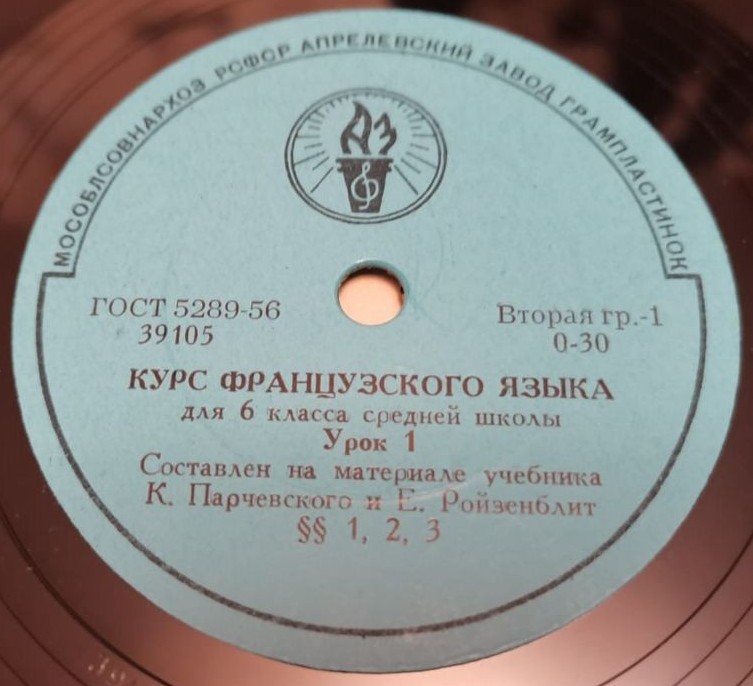 МОСОБЛСОВНАРХОЗ РСФСР АПРЕЛЕВСКИЙ ЗАВОД ГРАМПЛАСТИНОК
АЗ
ГОСТ 5289-56
39105
Вторая гр.-1
0-30
КУРС ФРАНЦУЗСКОГО ЯЗЫКА
для 6 класса средней школы
Урок 1
Составлен на материале учебника
К. Парчевского и Е. Ройзенблит
§§ 1, 2, 3